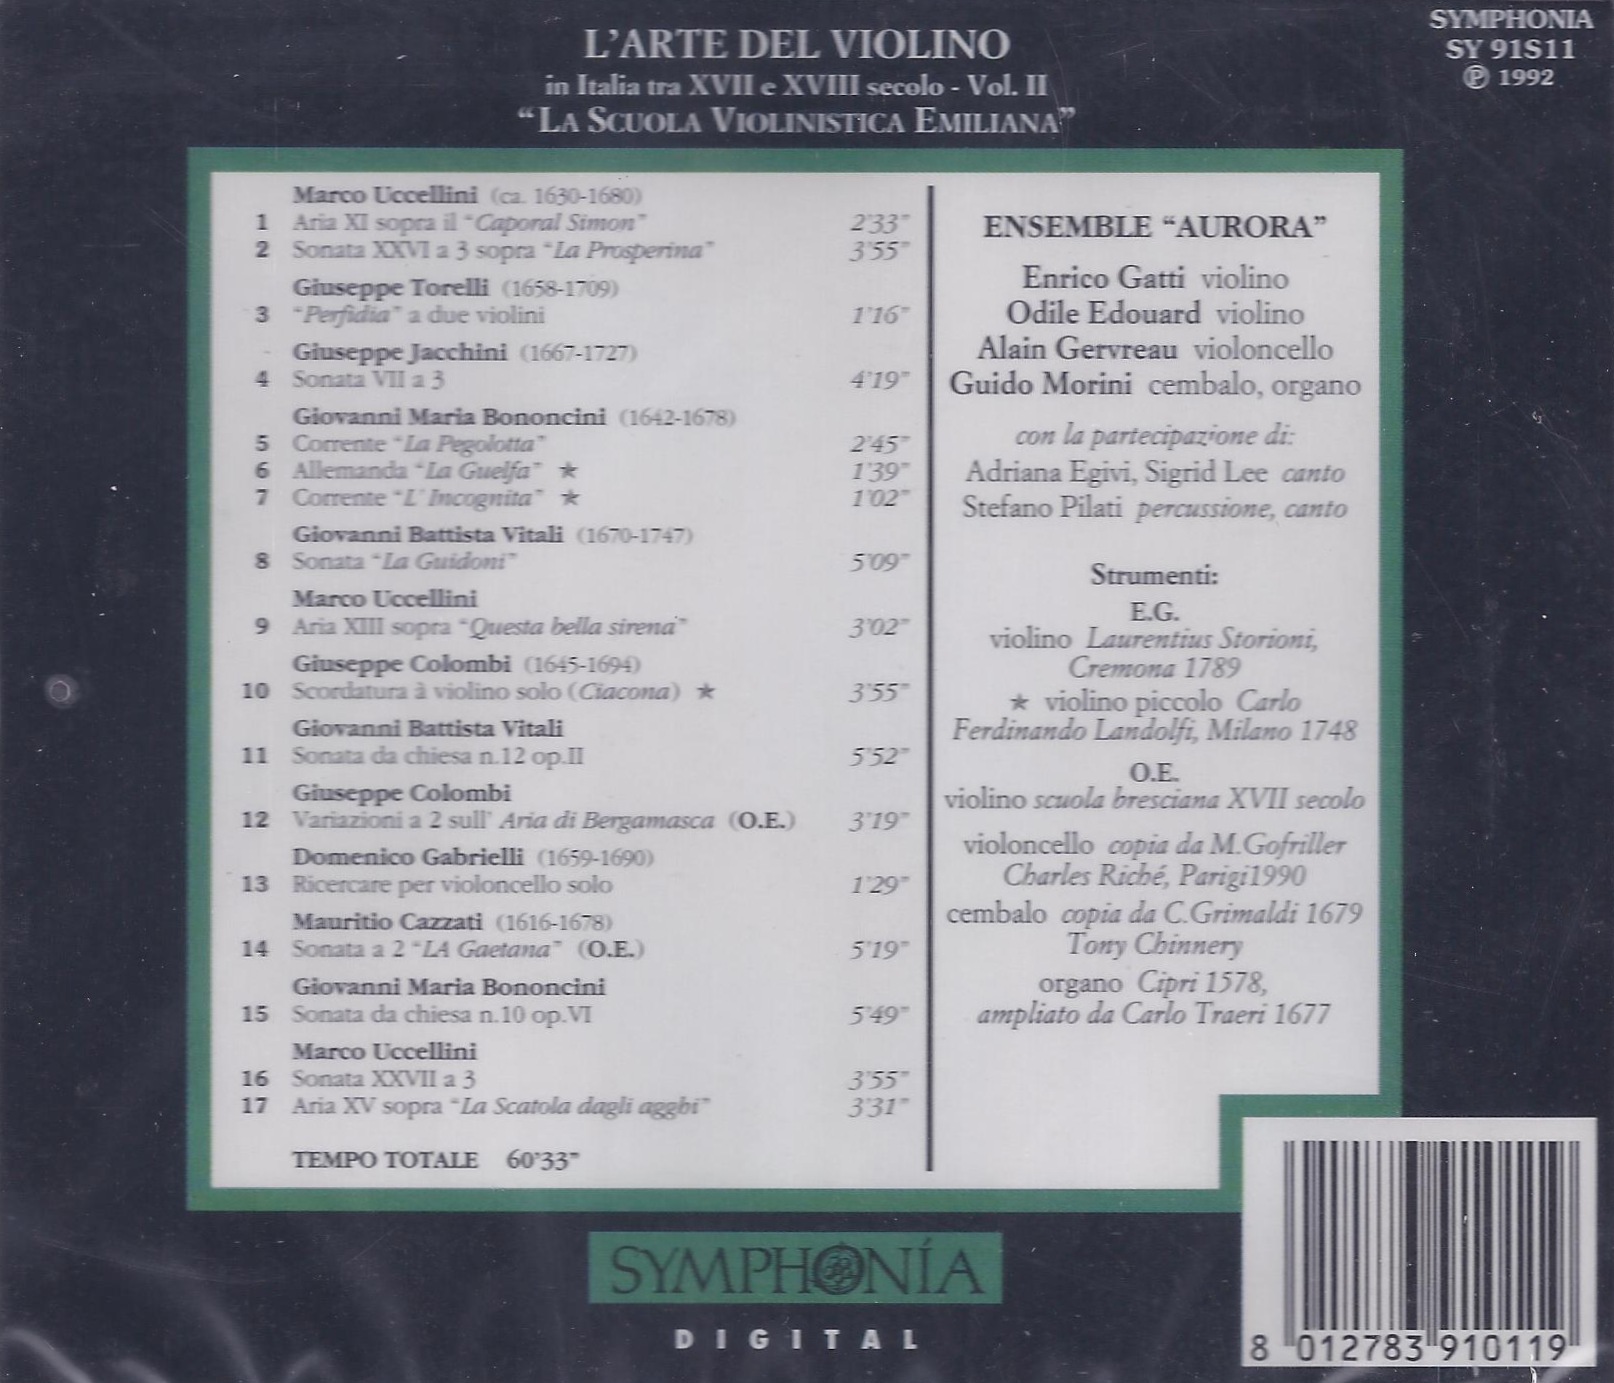 L'ARTE DEL VIOLINO
in Italia tra XVII e XVIII secolo - Vol. II
"LA SCUOLA VIOLINISTICA EMILIANA"
SYMPHONIA
SY 91S11
℗ 1992
Marco Uccellini (ca. 1630-1680)
1 Aria XI sopra il "Caporal Simon" 2'33"
2 Sonata XXVI a 3 sopra "La Prosperina" 3'55"
Giuseppe Torelli (1658-1709)
3 "Perfidia" a due violini 1'16"
Giuseppe Jacchini (1667-1727)
4 Sonata VII a 3 4'19"
Giovanni Maria Bononcini (1642-1678)
5 Corrente "La Pegolotta" 2'45"
6 Allemanda "La Guelfa" ★ 1'39"
7 Corrente "L'Incognita" ★ 1'02"
Giovanni Battista Vitali (1670-1747)
8 Sonata "La Guidoni" 5'09"
Marco Uccellini
9 Aria XIII sopra "Questa bella sirena" 3'02"
Giuseppe Colombi (1645-1694)
10 Scordatura à violino solo (Ciacona) ★ 3'55"
Giovanni Battista Vitali
11 Sonata da chiesa n.12 op.II 5'52"
Giuseppe Colombi
12 Variazioni a 2 sull' Aria di Bergamasca (O.E.) 3'19"
Domenico Gabrielli (1659-1690)
13 Ricercare per violoncello solo 1'29"
Mauritio Cazzati (1616-1678)
14 Sonata a 2 "LA Gaetana" (O.E.) 5'19"
Giovanni Maria Bononcini
15 Sonata da chiesa n.10 op.VI 5'49"
Marco Uccellini
16 Sonata XXVII a 3 3'55"
17 Aria XV sopra "La Scatola dagli agghi" 3'31"
TEMPO TOTALE 60'33"
ENSEMBLE "AURORA"
Enrico Gatti violino
Odile Edouard violino
Alain Gervreau violoncello
Guido Morini cembalo, organo
con la partecipazione di:
Adriana Egivi, Sigrid Lee canto
Stefano Pilati percussione, canto
Strumenti:
E.G.
violino Laurentius Storioni,
Cremona 1789
★ violino piccolo Carlo
Ferdinando Landolfi, Milano 1748
O.E.
violino scuola bresciana XVII secolo
violoncello copia da M.Gofriller
Charles Riché, Parigi1990
cembalo copia da C.Grimaldi 1679
Tony Chinnery
organo Cipri 1578,
ampliato da Carlo Traeri 1677
SYMPHONÍA
DIGITAL
8 012783 910119